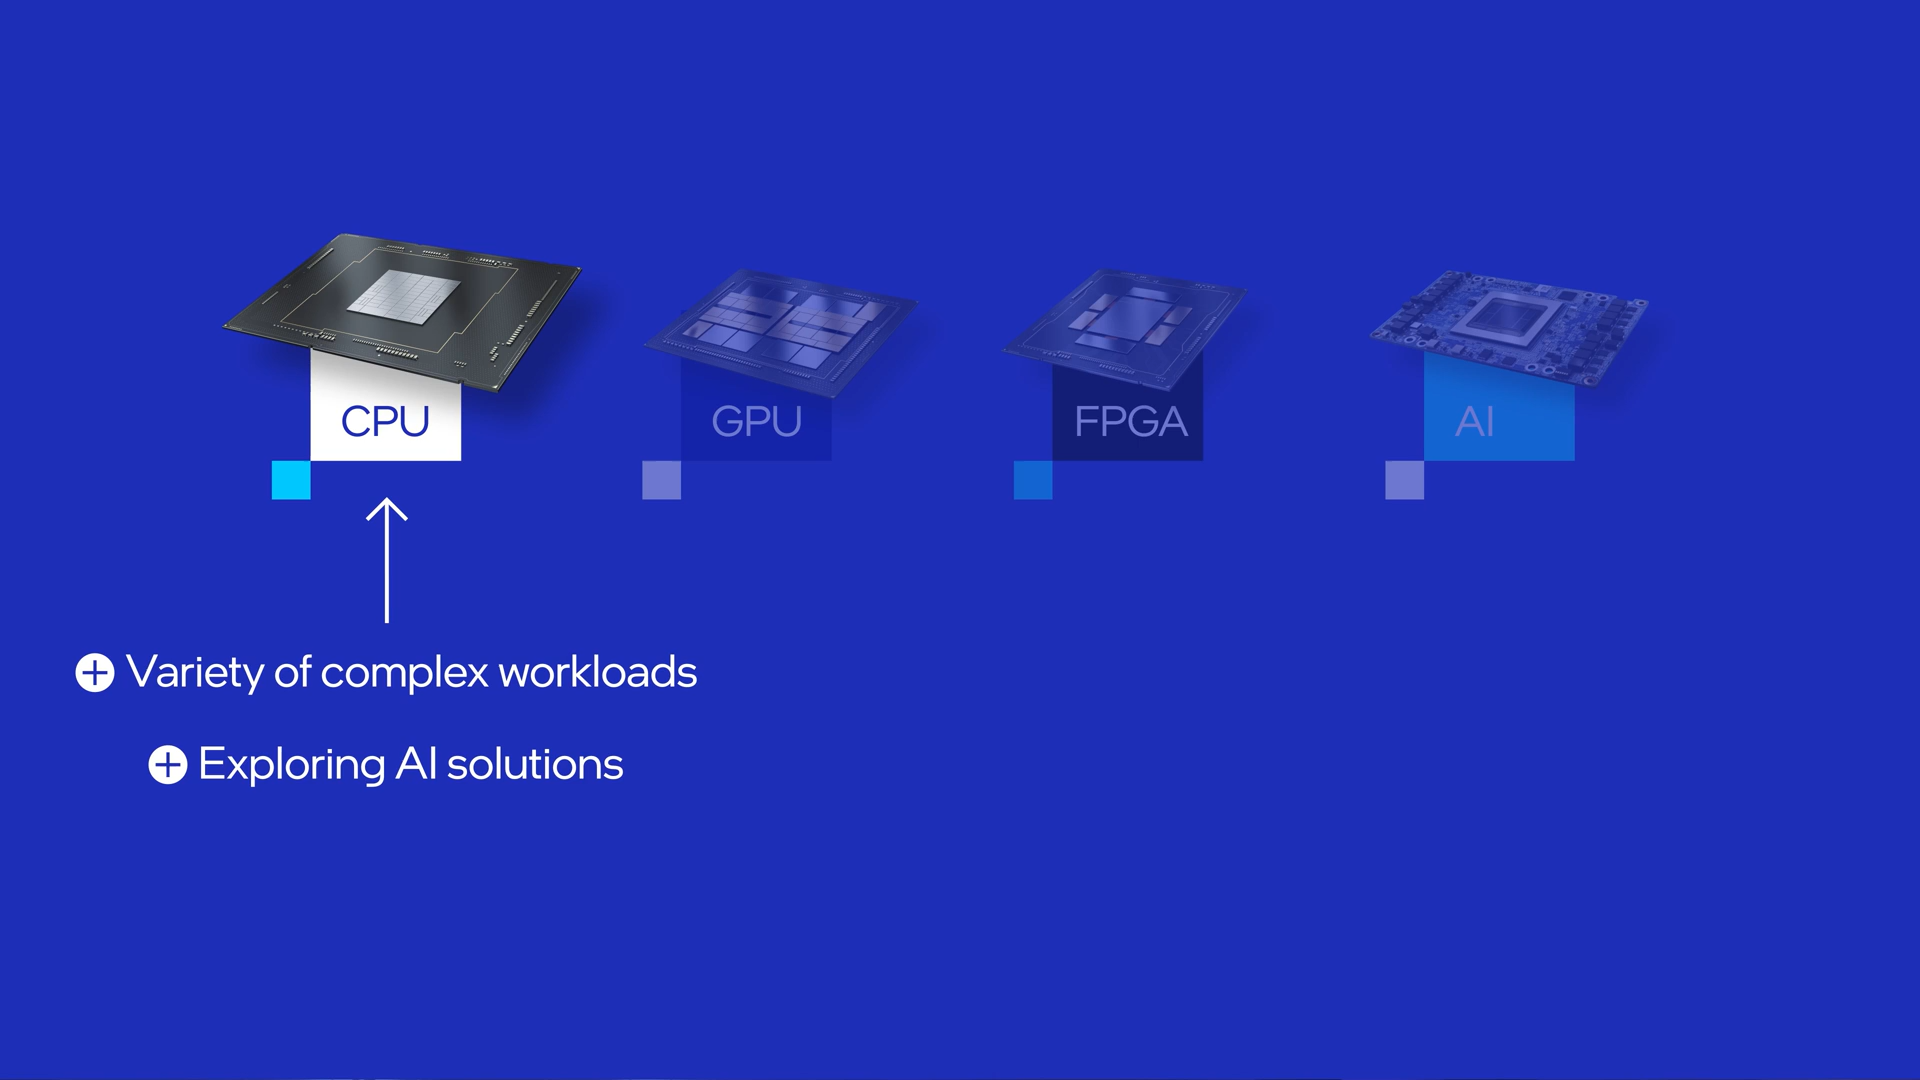 CPU
GPU
FPGA
AI
Variety of complex workloads
Exploring AI solutions